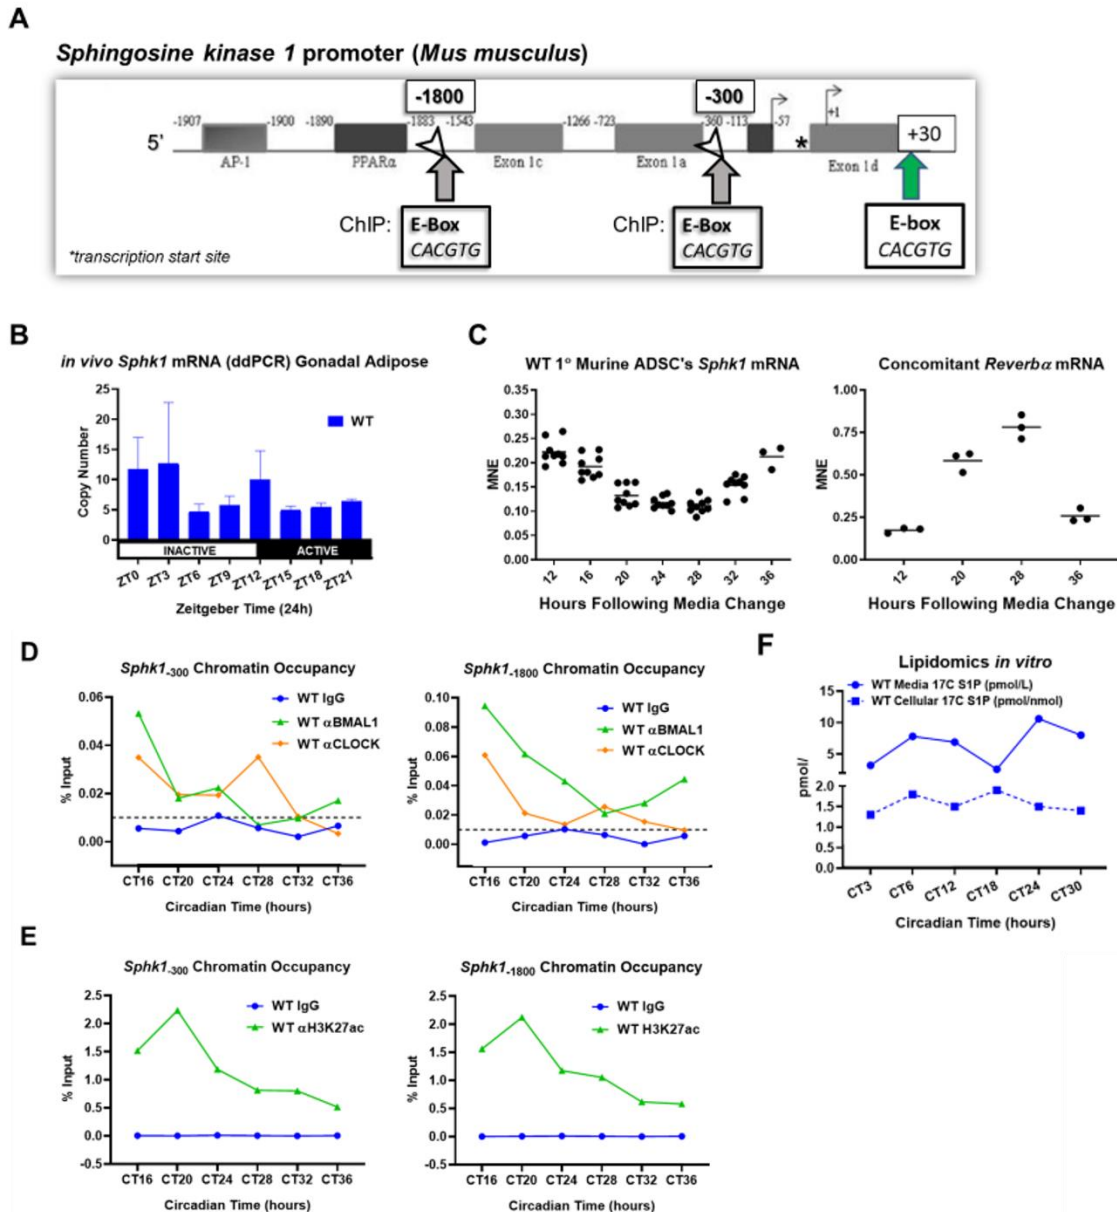 A
Sphingosine kinase 1 promoter (Mus musculus)
-1800
-300
-1907
-1900
-1890
-1883
-1543
-1266
-723
-360
-113
-57
+1
+30
5'
*
AP-1
PPARα
Exon 1c
Exon 1a
Exon 1d
ChIP:
E-Box
CACGTG
ChIP:
E-Box
CACGTG
E-box
CACGTG
*transcription start site
B
in vivo Sphk1 mRNA (ddPCR) Gonadal Adipose
WT
Copy Number
25
20
15
10
5
0
INACTIVE
ACTIVE
ZT0
ZT3
ZT6
ZT9
ZT12
ZT15
ZT18
ZT21
Zeitgeber Time (24h)
C
WT 1° Murine ADSC's Sphk1 mRNA
MNE
0.35
0.30
0.25
0.20
0.15
0.10
0.05
0.00
12
16
20
24
28
32
36
Hours Following Media Change
Concomitant Reverbα mRNA
MNE
1.00
0.75
0.50
0.25
0.00
12
20
28
36
Hours Following Media Change
D
Sphk1-300 Chromatin Occupancy
WT IgG
WT αBMAL1
WT αCLOCK
% Input
0.06
0.04
0.02
0.00
CT16
CT20
CT24
CT28
CT32
CT36
Circadian Time (hours)
Sphk1-1800 Chromatin Occupancy
WT IgG
WT αBMAL1
WT αCLOCK
% Input
0.10
0.08
0.06
0.04
0.02
0.00
CT16
CT20
CT24
CT28
CT32
CT36
Circadian Time (hours)
F
Lipidomics in vitro
WT Media 17C S1P (pmol/L)
WT Cellular 17C S1P (pmol/nmol)
pmol/
15
10
5
2.0
1.5
1.0
0.5
0.0
CT3
CT6
CT12
CT18
CT24
CT30
Circadian Time (hours)
E
Sphk1-300 Chromatin Occupancy
WT IgG
WT αH3K27ac
% Input
2.5
2.0
1.5
1.0
0.5
0.0
-0.5
CT16
CT20
CT24
CT28
CT32
CT36
Circadian Time (hours)
Sphk1-1800 Chromatin Occupancy
WT IgG
WT H3K27ac
% Input
2.5
2.0
1.5
1.0
0.5
0.0
-0.5
CT16
CT20
CT24
CT28
CT32
CT36
Circadian Time (hours)